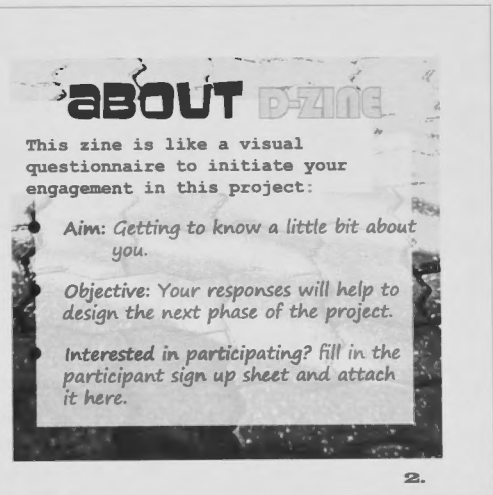 aBOUT D-ZINE
This zine is like a visual
questionnaire to initiate your
engagement in this project:
Aim: Getting to know a little bit about
you.
Objective: Your responses will help to
design the next phase of the project.
Interested in participating? fill in the
participant sign up sheet and attach
it here.
2.